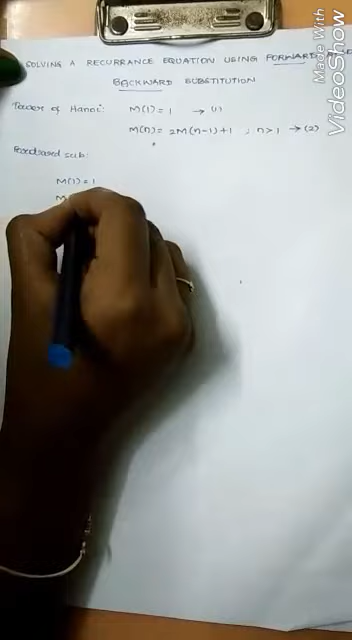 SOLVING A RECURRANCE EQUATION USING FORWARD
BACKWARD SUBSTITUTION
Tower of Hanoi: M(1) = 1 → (1)
M(n) = 2M(n-1)+1 ; n>1 → (2)
Forward sub:
M(1) = 1
M
Made With
VideoShow